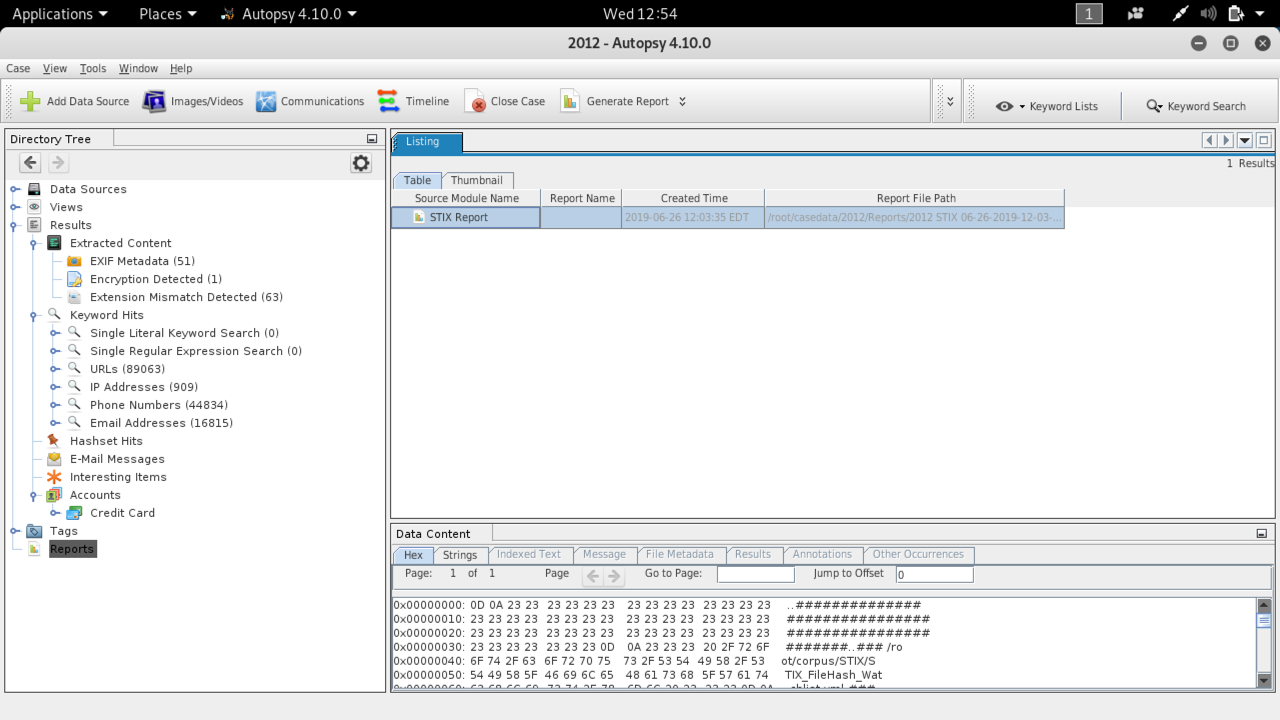 Applications Places Autopsy 4.10.0 Wed 12:54 1
2012 - Autopsy 4.10.0
Case View Tools Window Help
Add Data Source Images/Videos Communications Timeline Close Case Generate Report Keyword Lists Keyword Search
Directory Tree
Data Sources
Views
Results
Extracted Content
EXIF Metadata (51)
Encryption Detected (1)
Extension Mismatch Detected (63)
Keyword Hits
Single Literal Keyword Search (0)
Single Regular Expression Search (0)
URLs (89063)
IP Addresses (909)
Phone Numbers (44834)
Email Addresses (16815)
Hashset Hits
E-Mail Messages
Interesting Items
Accounts
Credit Card
Tags
Reports
Listing
1 Results
Table Thumbnail
Source Module Name Report Name Created Time Report File Path
STIX Report 2019-06-26 12:03:35 EDT /root/casedata/2012/Reports/2012 STIX 06-26-2019-12-03-...
Data Content
Hex Strings Indexed Text Message File Metadata Results Annotations Other Occurrences
Page: 1 of 1 Page Go to Page: Jump to Offset 0
0x00000000: 0D 0A 23 23 23 23 23 23 23 23 23 23 23 23 23 23 ..##############
0x00000010: 23 23 23 23 23 23 23 23 23 23 23 23 23 23 23 23 ################
0x00000020: 23 23 23 23 23 23 23 23 23 23 23 23 23 23 23 23 ################
0x00000030: 23 23 23 23 23 23 23 0D 0A 23 23 23 20 2F 72 6F #######..### /ro
0x00000040: 6F 74 2F 63 6F 72 70 75 73 2F 53 54 49 58 2F 53 ot/corpus/STIX/S
0x00000050: 54 49 58 5F 46 69 6C 65 48 61 73 68 5F 57 61 74 TIX_FileHash_Wat